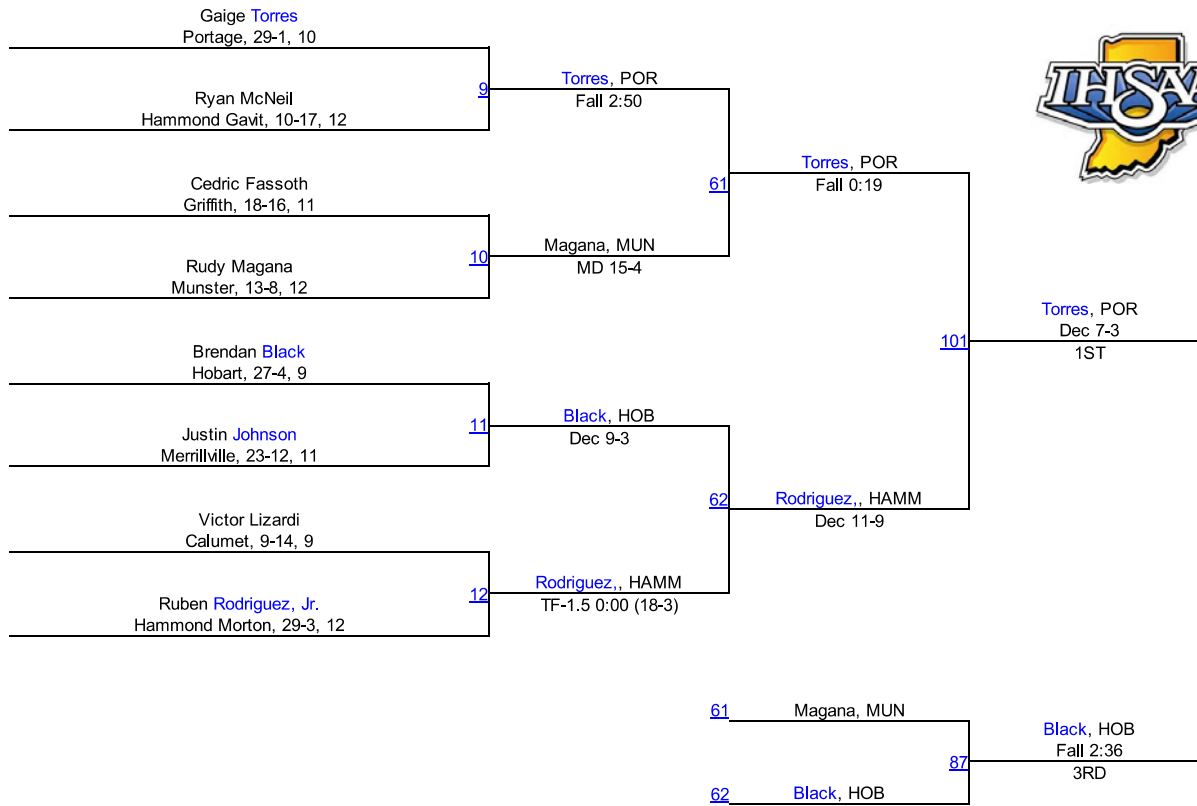 Gaige Torres
Portage, 29-1, 10
Ryan McNeil
Hammond Gavit, 10-17, 12
9
Torres, POR
Fall 2:50
Cedric Fassoth
Griffith, 18-16, 11
Rudy Magana
Munster, 13-8, 12
10
Magana, MUN
MD 15-4
61
Torres, POR
Fall 0:19
Brendan Black
Hobart, 27-4, 9
Justin Johnson
Merrillville, 23-12, 11
11
Black, HOB
Dec 9-3
Victor Lizardi
Calumet, 9-14, 9
Ruben Rodriguez, Jr.
Hammond Morton, 29-3, 12
12
Rodriguez,, HAMM
TF-1.5 0:00 (18-3)
62
Rodriguez,, HAMM
Dec 11-9
101
Torres, POR
Dec 7-3
1ST
61
Magana, MUN
62
Black, HOB
87
Black, HOB
Fall 2:36
3RD
IHSAA